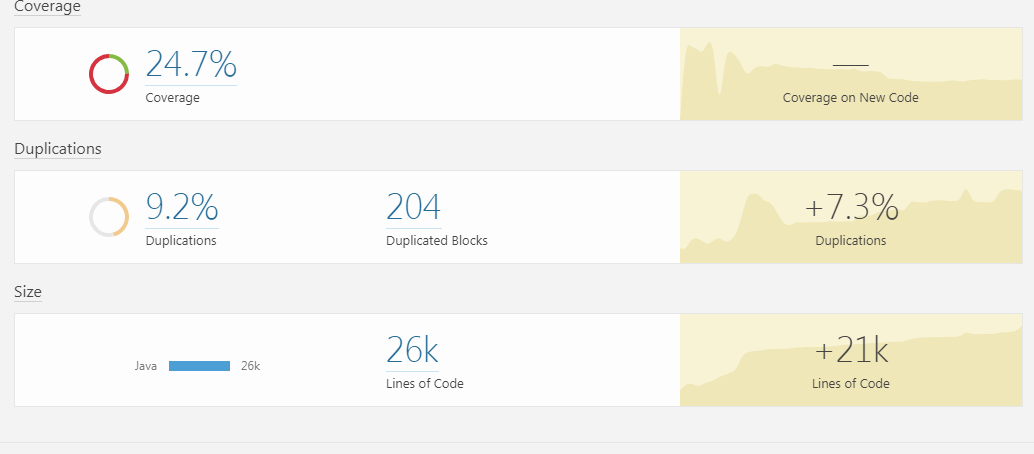 Coverage
24.7%
Coverage
—
Coverage on New Code
Duplications
9.2%
Duplications
204
Duplicated Blocks
+7.3%
Duplications
Size
Java 26k
26k
Lines of Code
+21k
Lines of Code